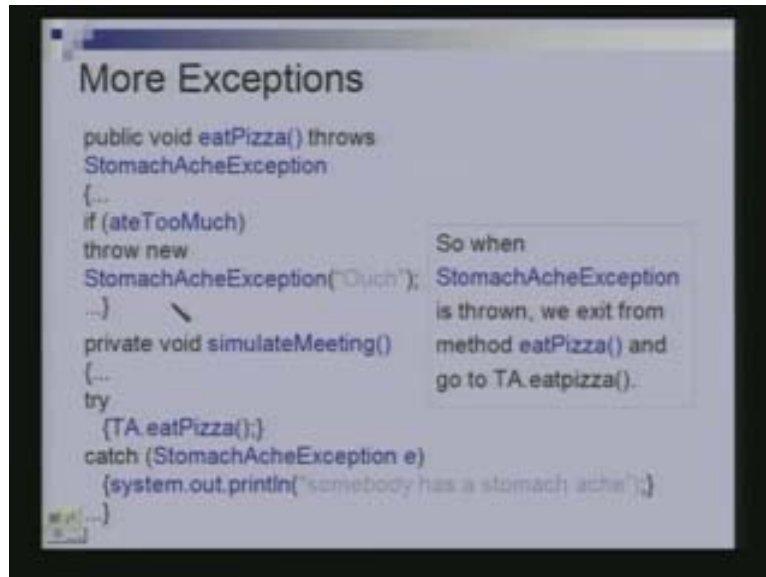 More Exceptions
public void eatPizza() throws
StomachAcheException
{...
if (ateTooMuch)
throw new
StomachAcheException("Ouch");
...}
private void simulateMeeting()
{...
try
{TA.eatPizza();}
catch (StomachAcheException e)
{system.out.println("somebody has a stomach ache");}
...}
So when
StomachAcheException
is thrown, we exit from
method eatPizza() and
go to TA.eatpizza().